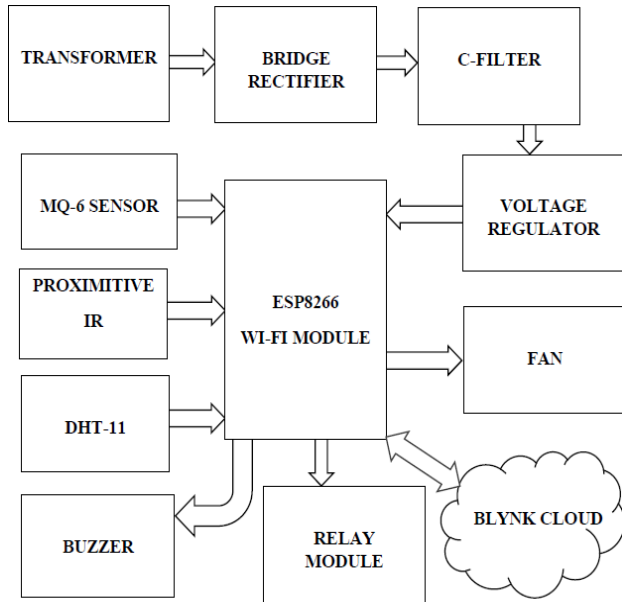 TRANSFORMER
BRIDGE
RECTIFIER
C-FILTER
MQ-6 SENSOR
VOLTAGE
REGULATOR
PROXIMITIVE
IR
ESP8266
WI-FI MODULE
FAN
DHT-11
BUZZER
RELAY
MODULE
BLYNK CLOUD